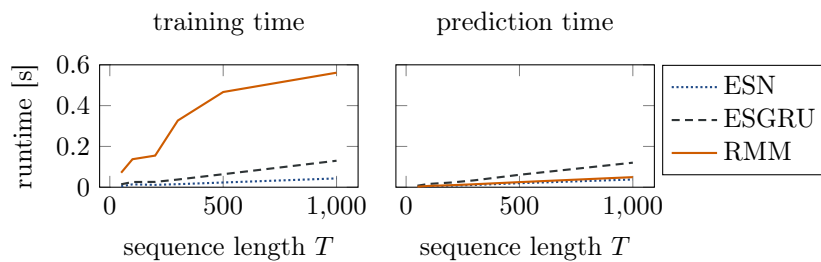 training time
prediction time
runtime [s]
0.6
0.4
0.2
0
0
500
1,000
0
500
1,000
sequence length T
sequence length T
ESN
ESGRU
RMM